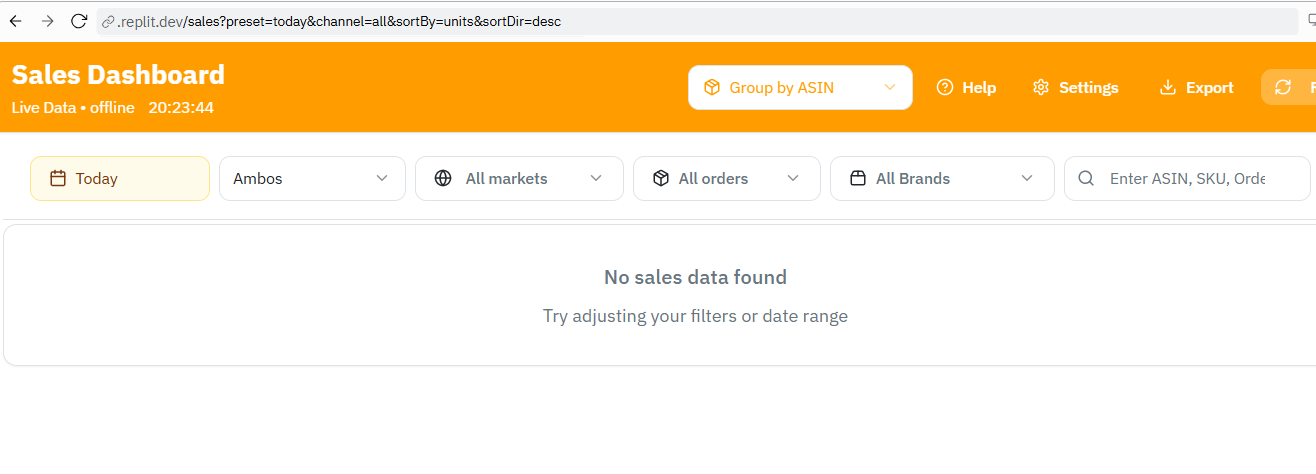 .replit.dev/sales?preset=today&channel=all&sortBy=units&sortDir=desc
Sales Dashboard
Live Data • offline 20:23:44
Group by ASIN
Help
Settings
Export
Today
Ambos
All markets
All orders
All Brands
Enter ASIN, SKU, Orde
No sales data found
Try adjusting your filters or date range